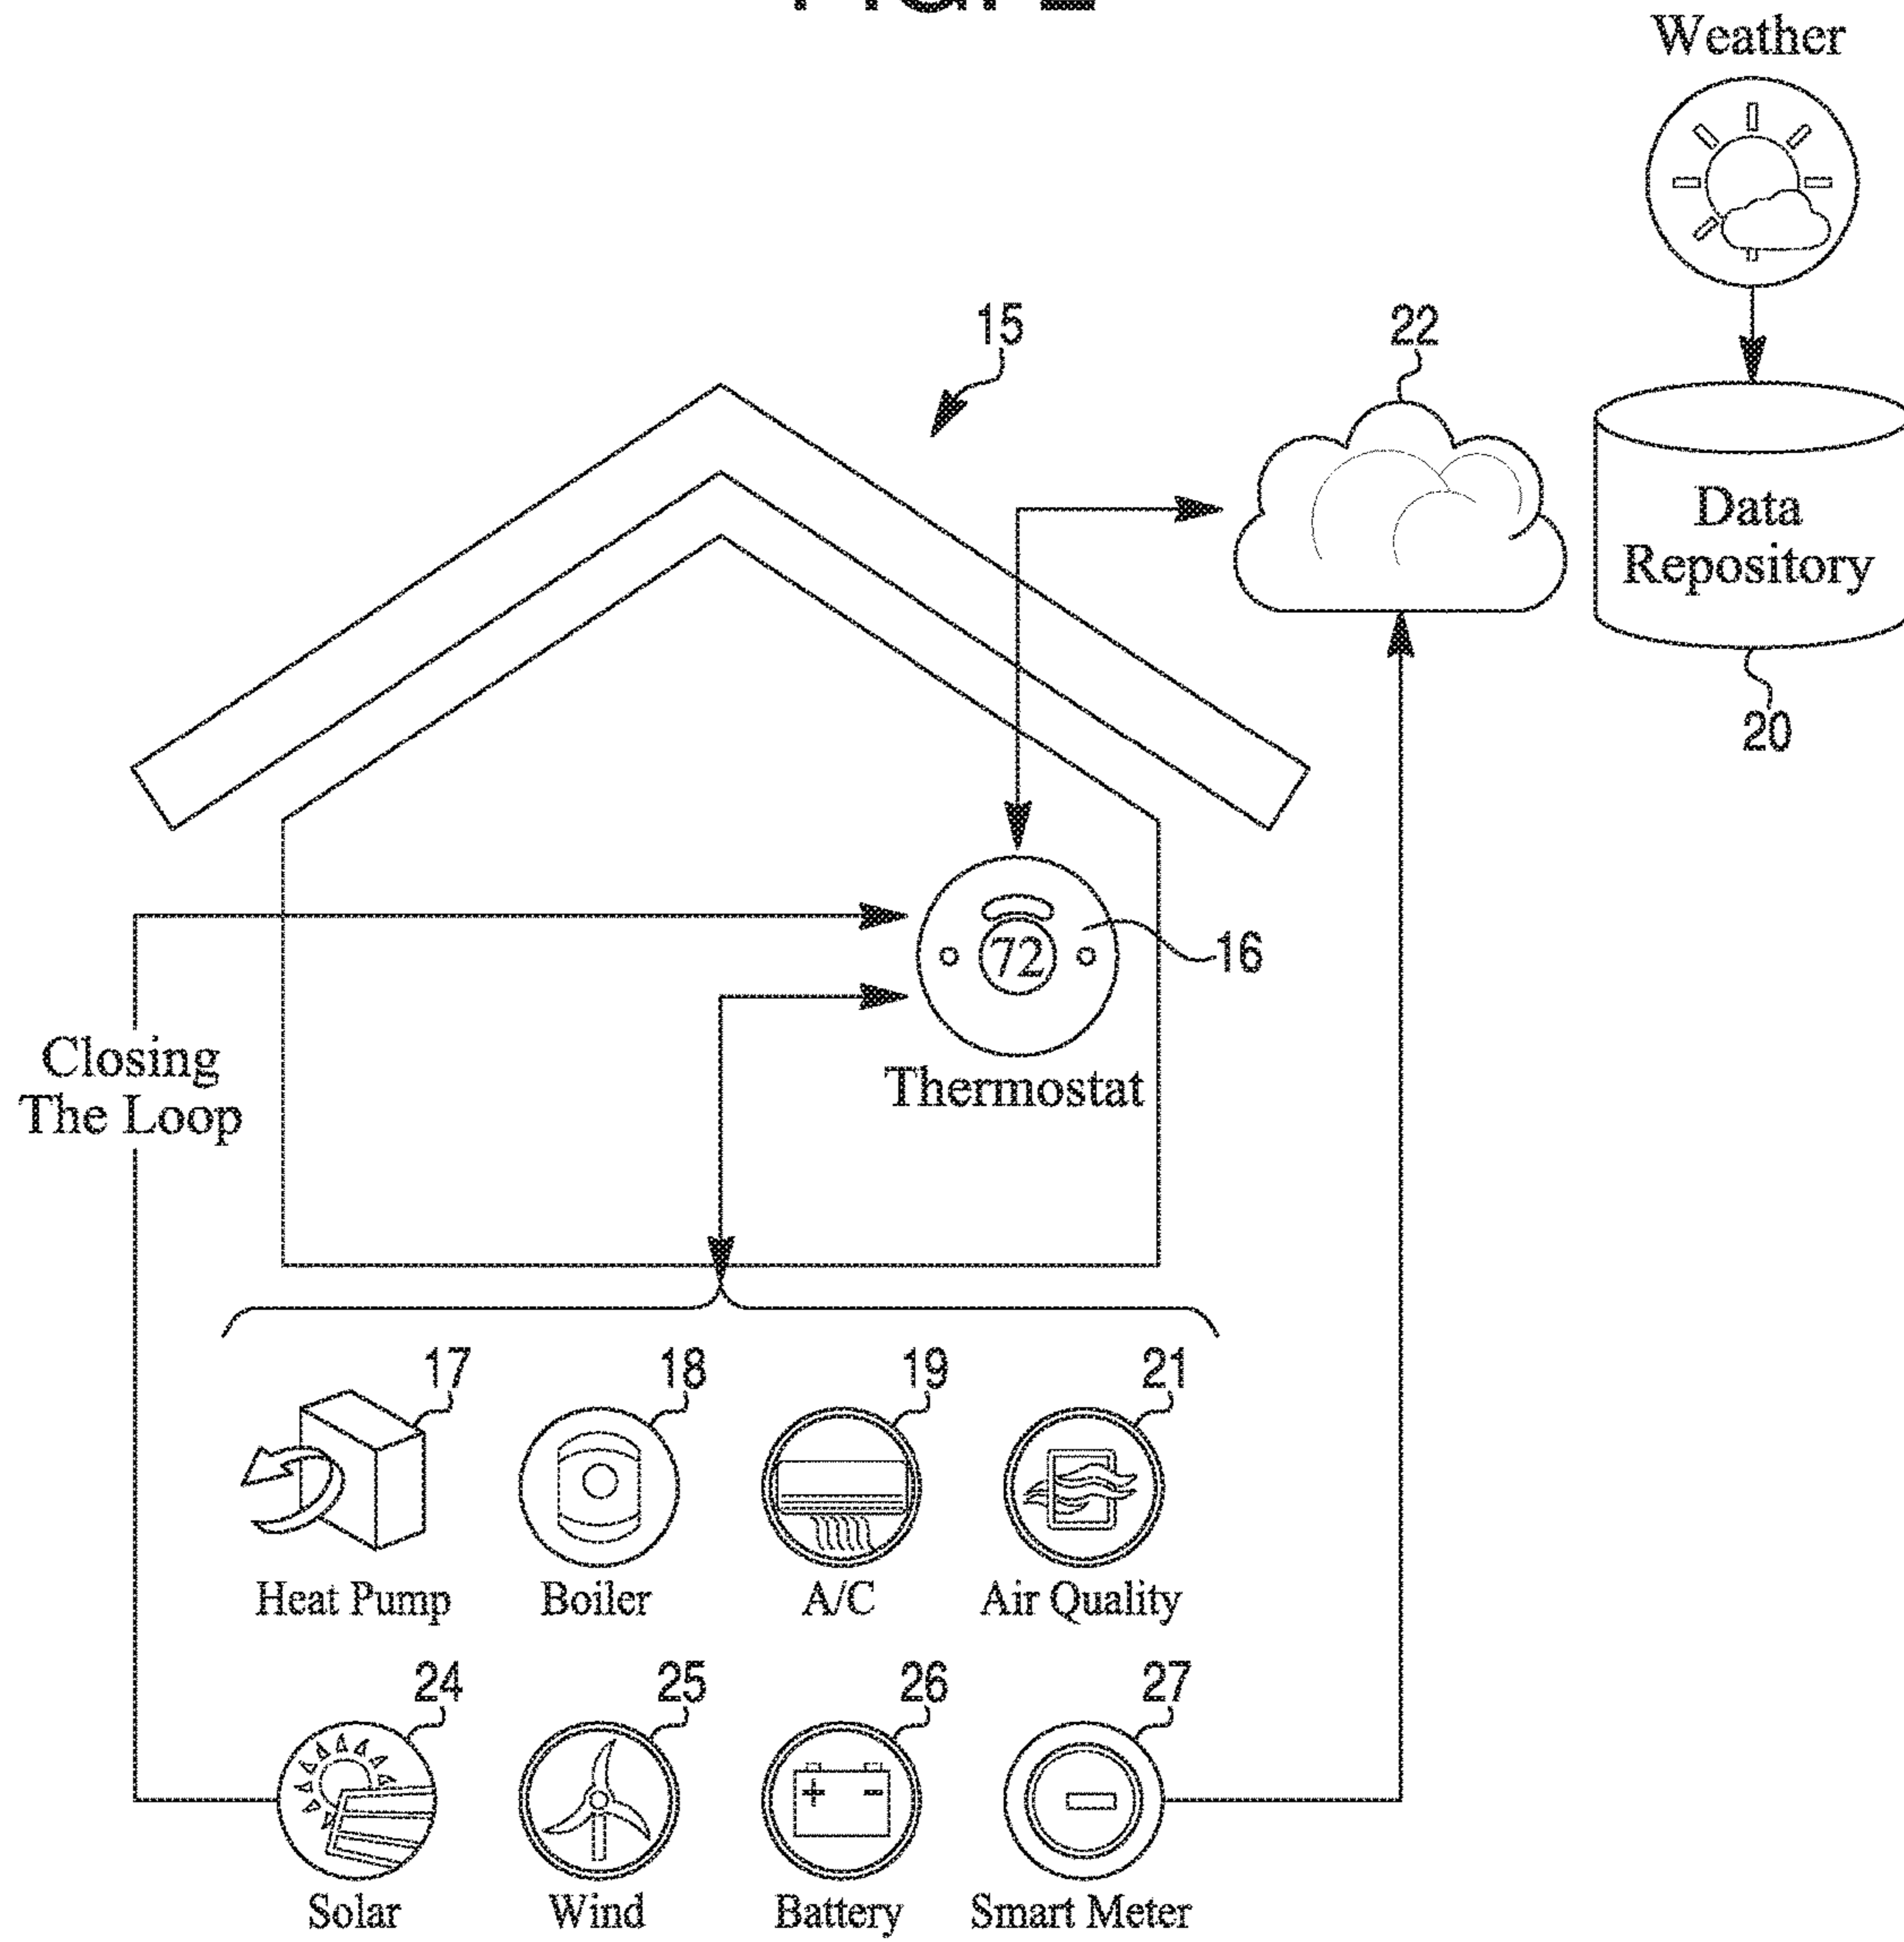 Weather
15
22
Data
Repository
20
72
16
Thermostat
Closing
The Loop
17
18
19
21
Heat Pump
Boiler
A/C
Air Quality
24
25
26
27
+
-
Solar
Wind
Battery
Smart Meter